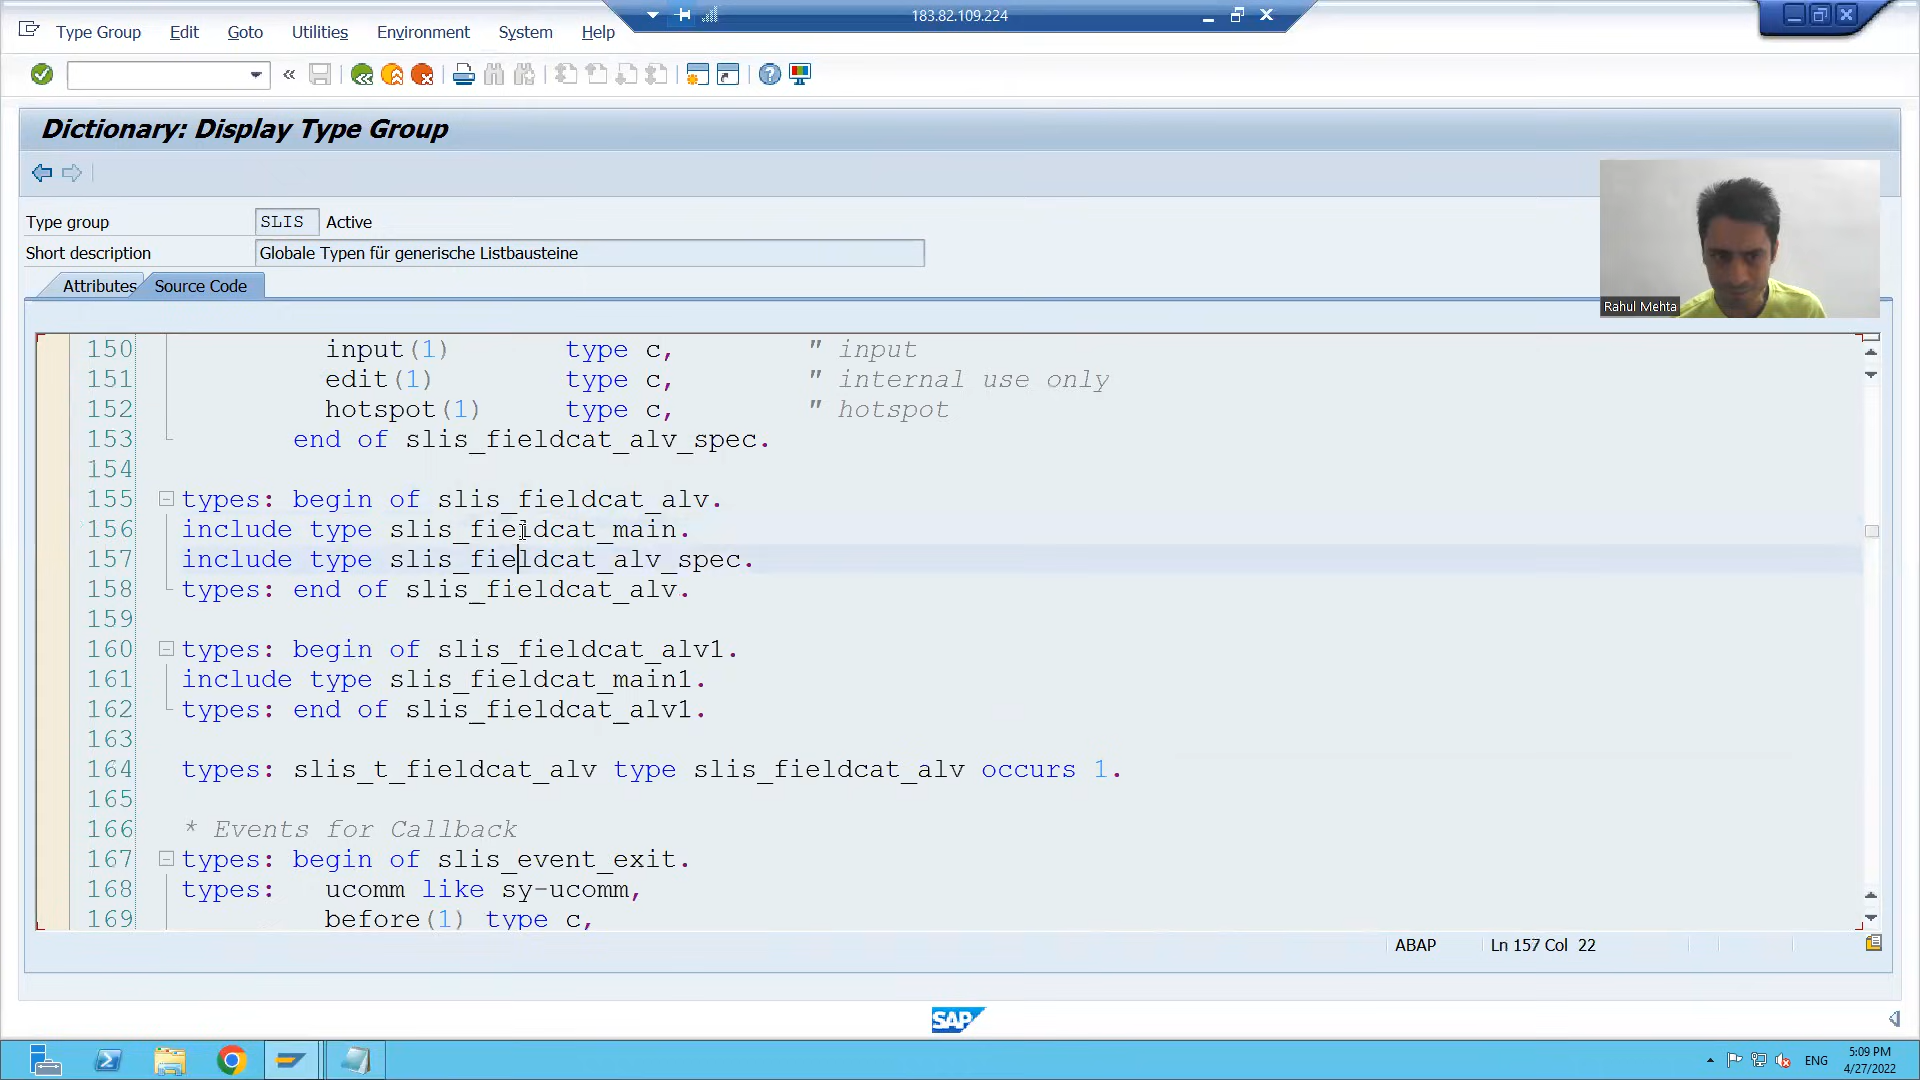 183.82.109.224
Type Group Edit Goto Utilities Environment System Help
Dictionary: Display Type Group
Type group SLIS Active
Short description Globale Typen für generische Listbausteine
Attributes Source Code
Rahul Mehta
150 input(1) type c, " input
151 edit(1) type c, " internal use only
152 hotspot(1) type c, " hotspot
153 end of slis_fieldcat_alv_spec.
154
155 types: begin of slis_fieldcat_alv.
156 include type slis_fieldcat_main.
157 include type slis_fieldcat_alv_spec.
158 types: end of slis_fieldcat_alv.
159
160 types: begin of slis_fieldcat_alv1.
161 include type slis_fieldcat_main1.
162 types: end of slis_fieldcat_alv1.
163
164 types: slis_t_fieldcat_alv type slis_fieldcat_alv occurs 1.
165
166 * Events for Callback
167 types: begin of slis_event_exit.
168 types: ucomm like sy-ucomm,
169 before(1) type c,
ABAP Ln 157 Col 22
SAP
ENG
5:09 PM
4/27/2022